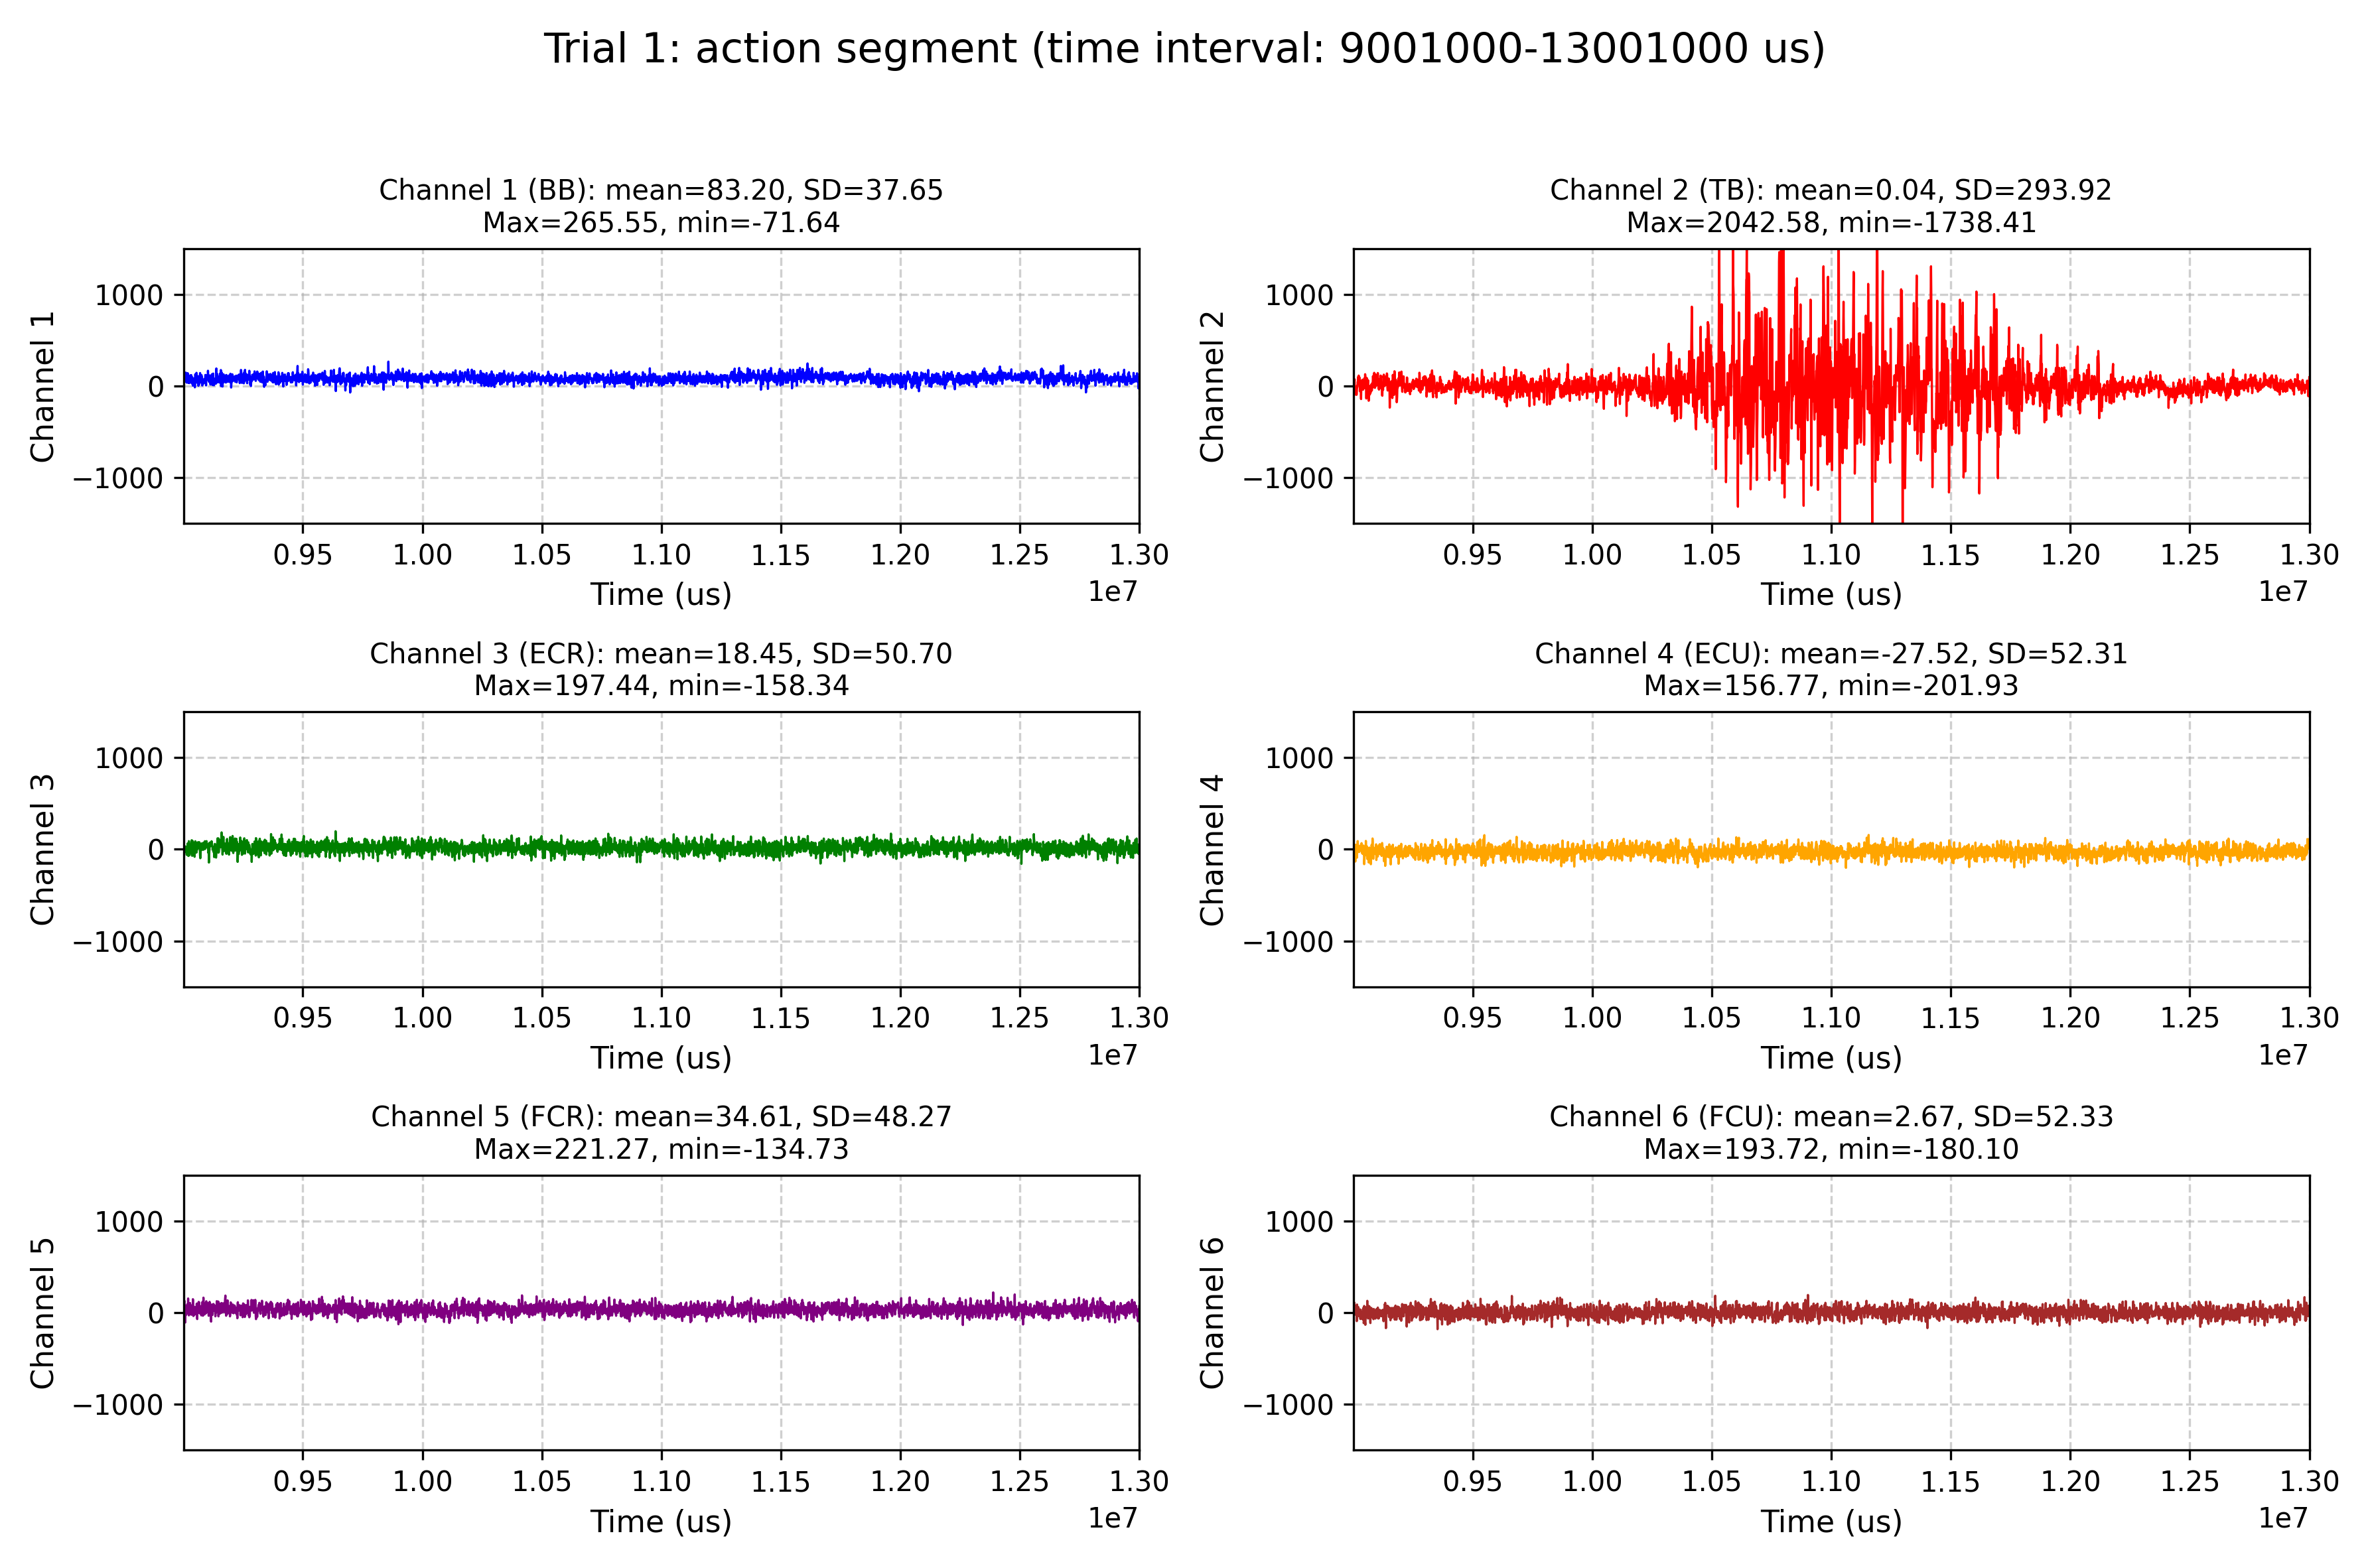 Trial 1: action segment (time interval: 9001000-13001000 us)
Channel 1 (BB): mean=83.20, SD=37.65
Max=265.55, min=-71.64
Channel 1
1000
0
−1000
0.95 1.00 1.05 1.10 1.15 1.20 1.25 1.30
Time (us)
1e7
Channel 2 (TB): mean=0.04, SD=293.92
Max=2042.58, min=-1738.41
Channel 2
1000
0
−1000
0.95 1.00 1.05 1.10 1.15 1.20 1.25 1.30
Time (us)
1e7
Channel 3 (ECR): mean=18.45, SD=50.70
Max=197.44, min=-158.34
Channel 3
1000
0
−1000
0.95 1.00 1.05 1.10 1.15 1.20 1.25 1.30
Time (us)
1e7
Channel 4 (ECU): mean=-27.52, SD=52.31
Max=156.77, min=-201.93
Channel 4
1000
0
−1000
0.95 1.00 1.05 1.10 1.15 1.20 1.25 1.30
Time (us)
1e7
Channel 5 (FCR): mean=34.61, SD=48.27
Max=221.27, min=-134.73
Channel 5
1000
0
−1000
0.95 1.00 1.05 1.10 1.15 1.20 1.25 1.30
Time (us)
1e7
Channel 6 (FCU): mean=2.67, SD=52.33
Max=193.72, min=-180.10
Channel 6
1000
0
−1000
0.95 1.00 1.05 1.10 1.15 1.20 1.25 1.30
Time (us)
1e7